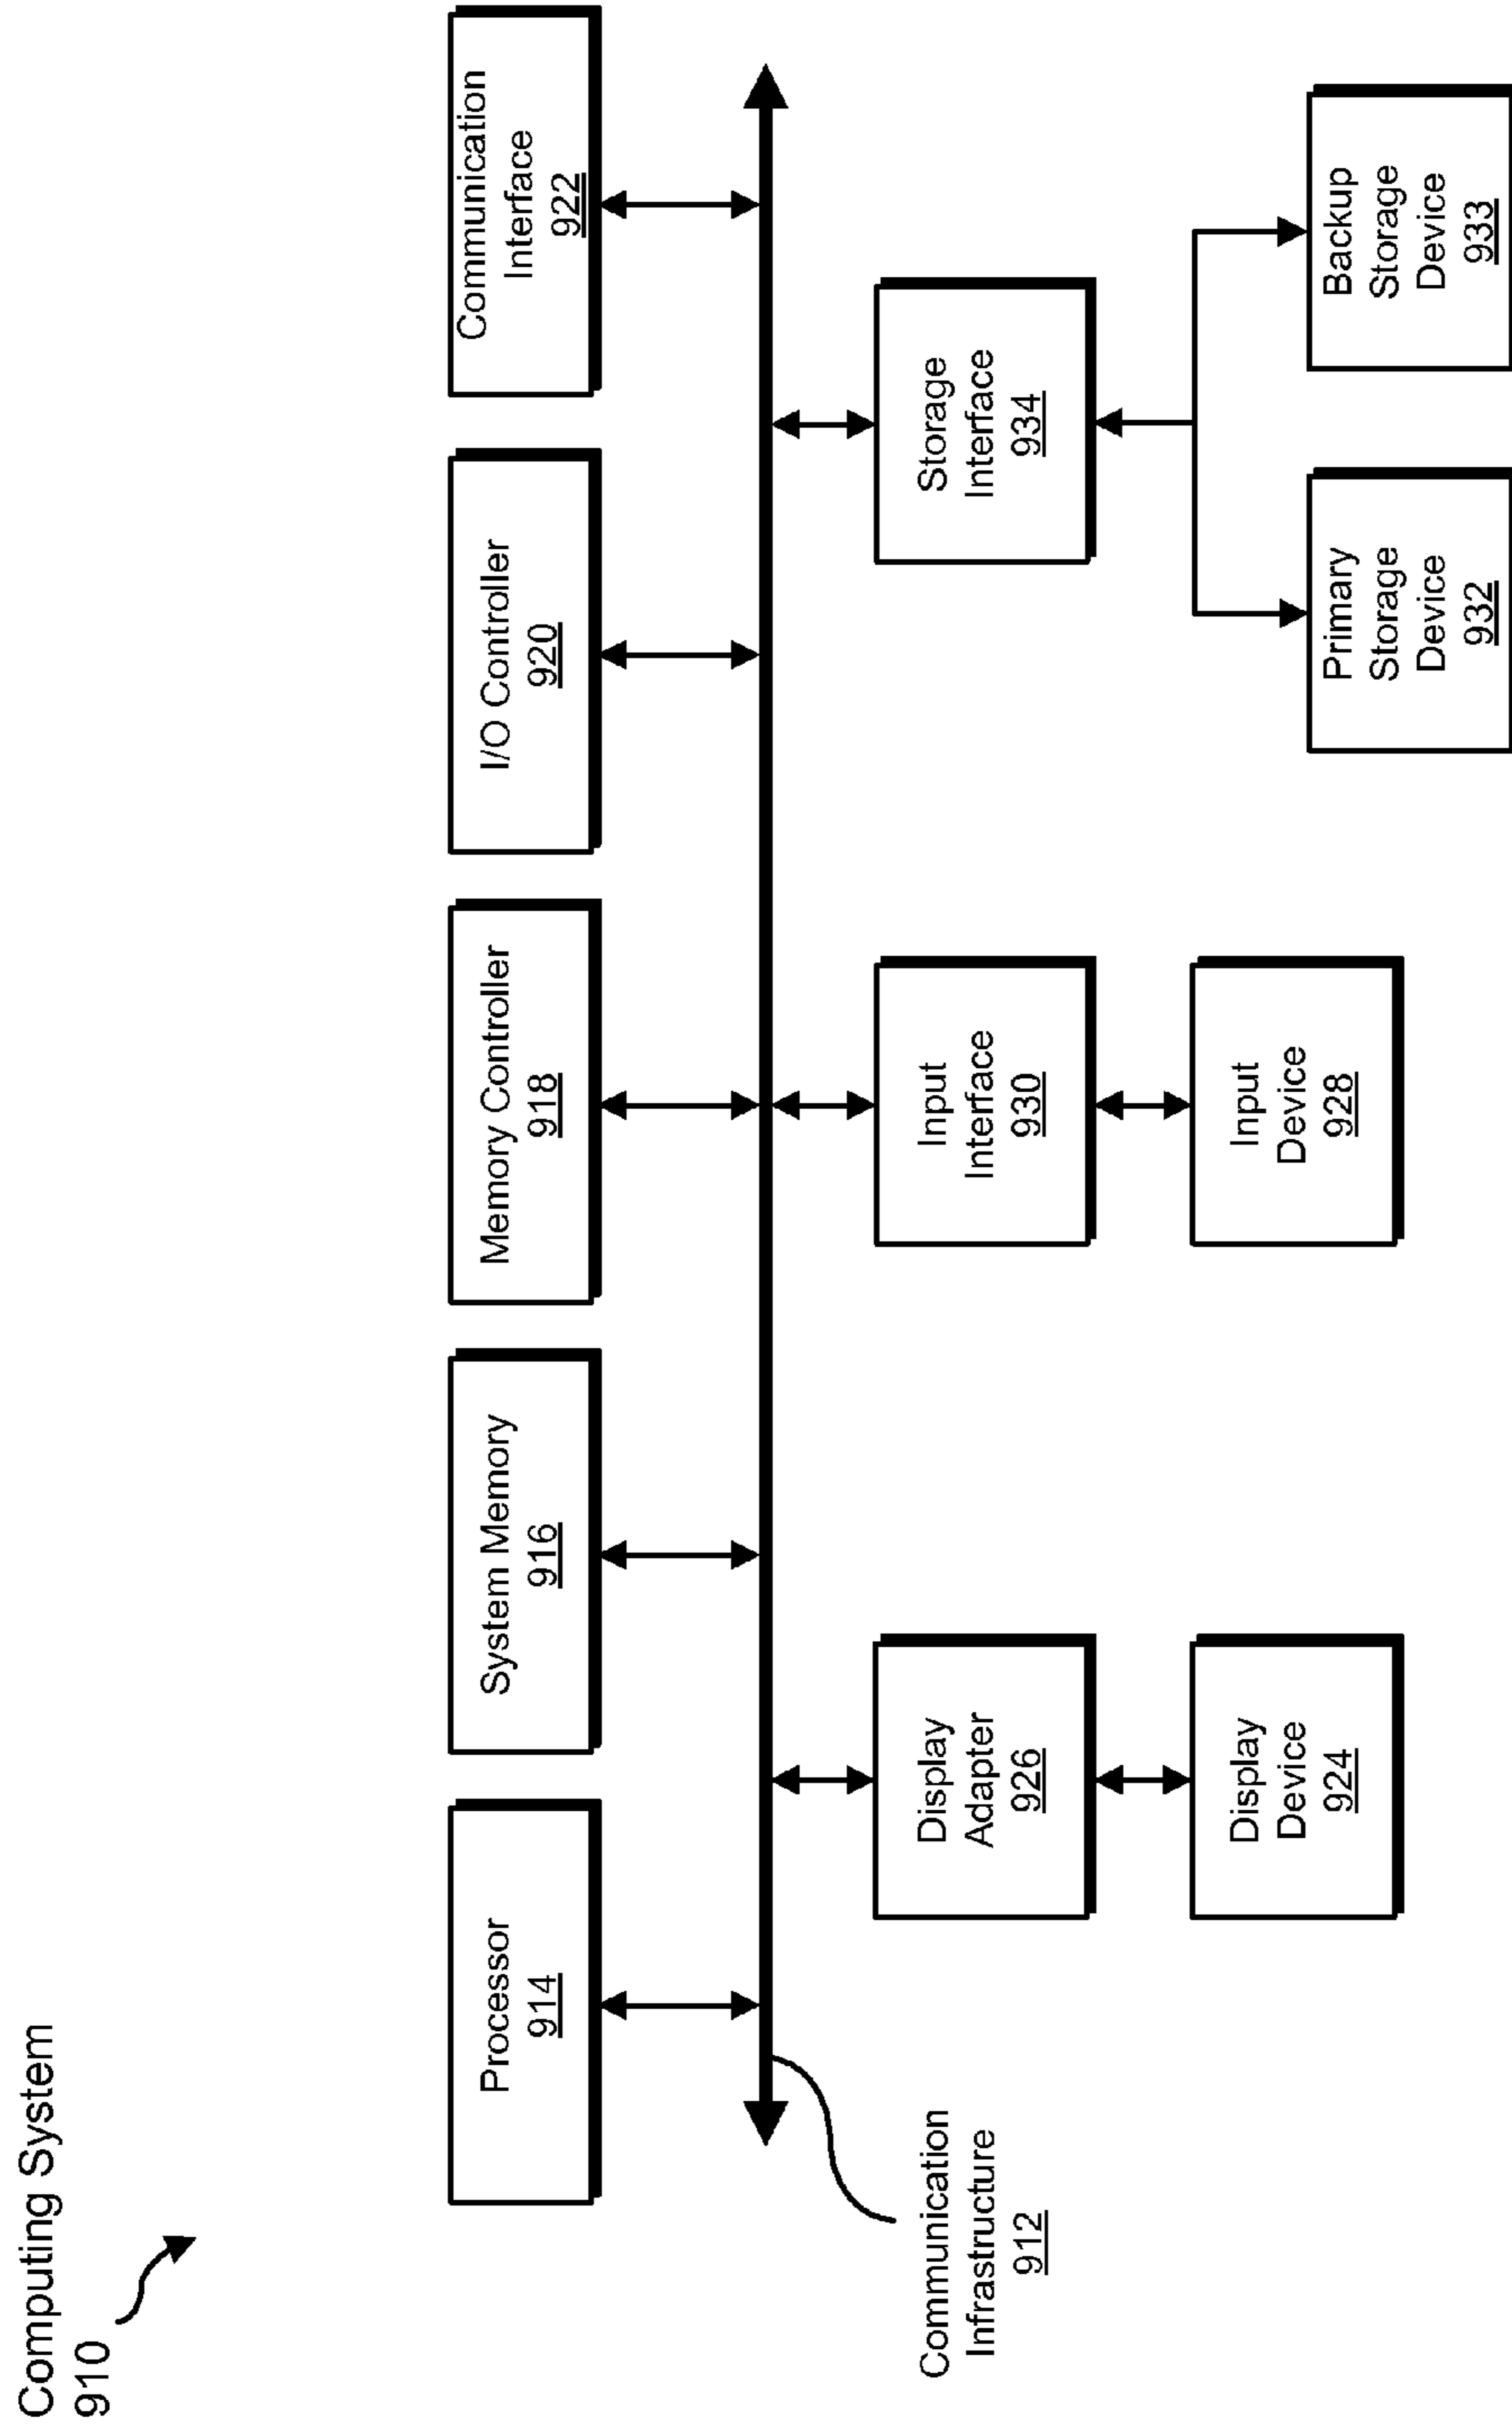 Computing System
910
Processor
914
System Memory
916
Memory Controller
918
I/O Controller
920
Communication
Interface
922
Communication
Infrastructure
912
Display
Adapter
926
Input
Interface
930
Storage
Interface
934
Display
Device
924
Input
Device
928
Primary
Storage
Device
932
Backup
Storage
Device
933